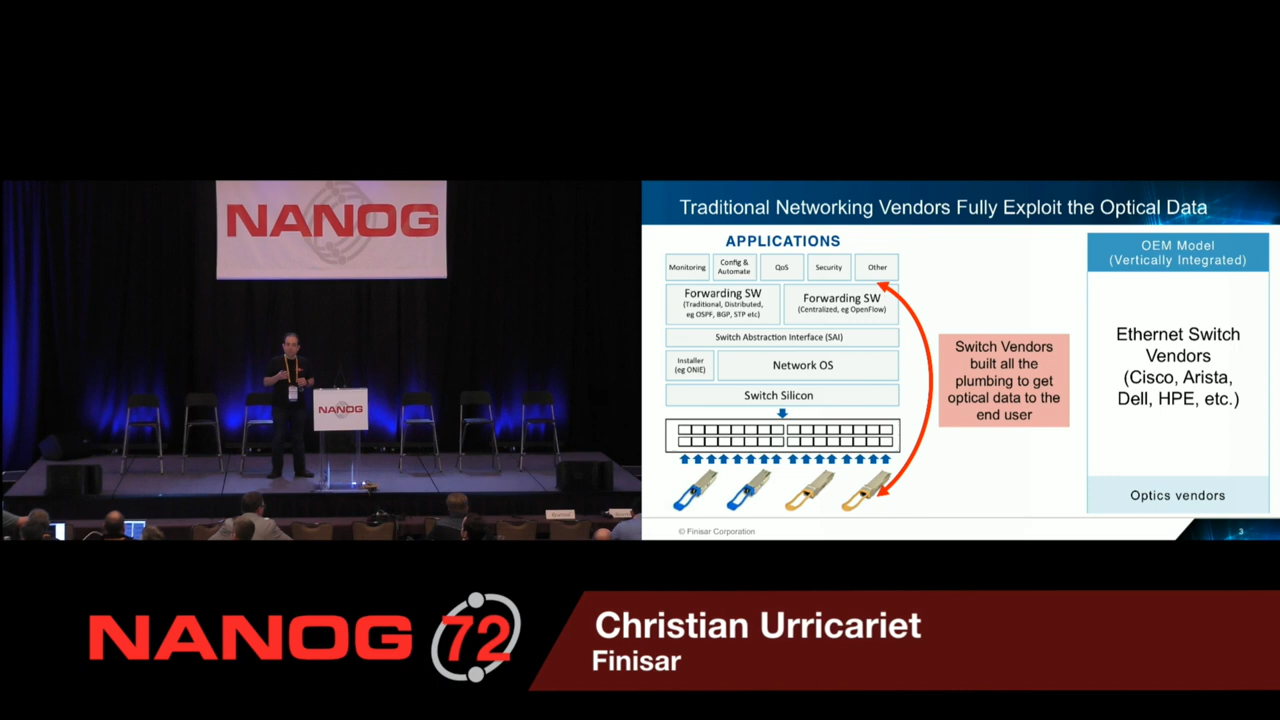 NANOG
NANOG
Traditional Networking Vendors Fully Exploit the Optical Data
APPLICATIONS
Monitoring
Config &
Automate
QoS
Security
Other
Forwarding SW
(Traditional, Distributed,
eg OSPF, BGP, STP etc)
Forwarding SW
(Centralized, eg OpenFlow)
Switch Abstraction Interface (SAI)
Installer
(eg ONIE)
Network OS
Switch Silicon
Switch Vendors
built all the
plumbing to get
optical data to the
end user
OEM Model
(Vertically Integrated)
Ethernet Switch
Vendors
(Cisco, Arista,
Dell, HPE, etc.)
Optics vendors
© Finisar Corporation
3
NANOG 72
Christian Urricariet
Finisar